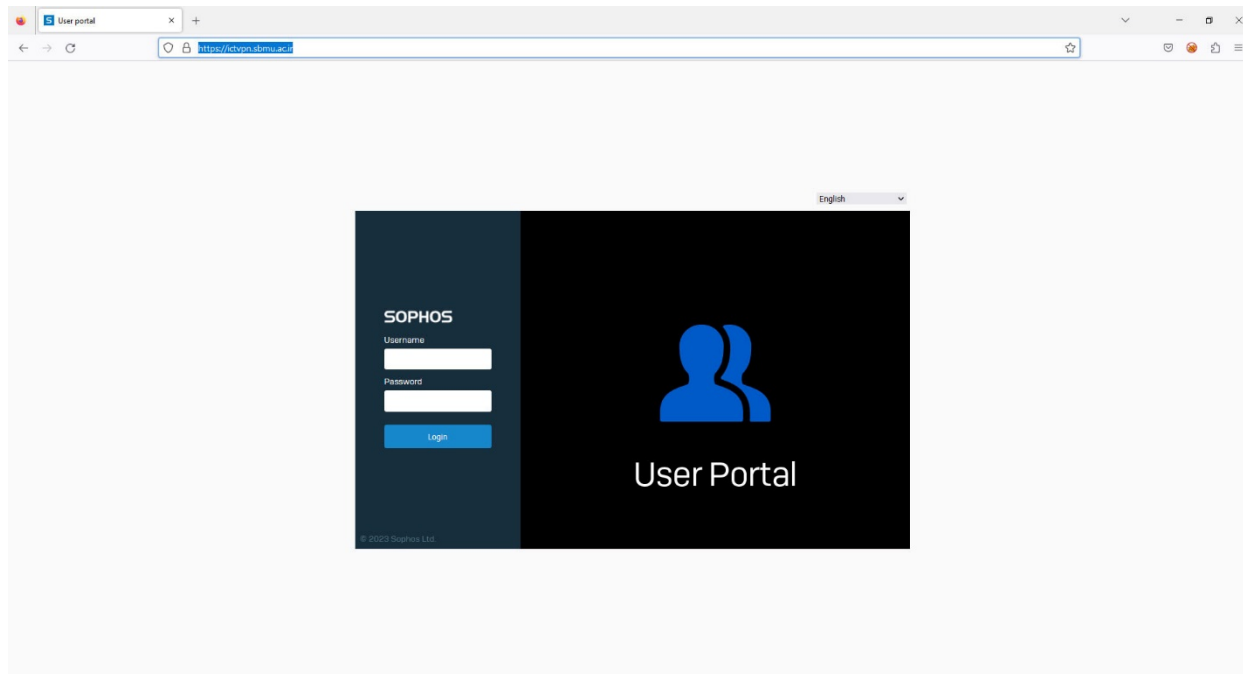 User portal
https://ictvpn.sbmu.ac.ir
English
SOPHOS
Username
Password
Login
User Portal
© 2023 Sophos Ltd